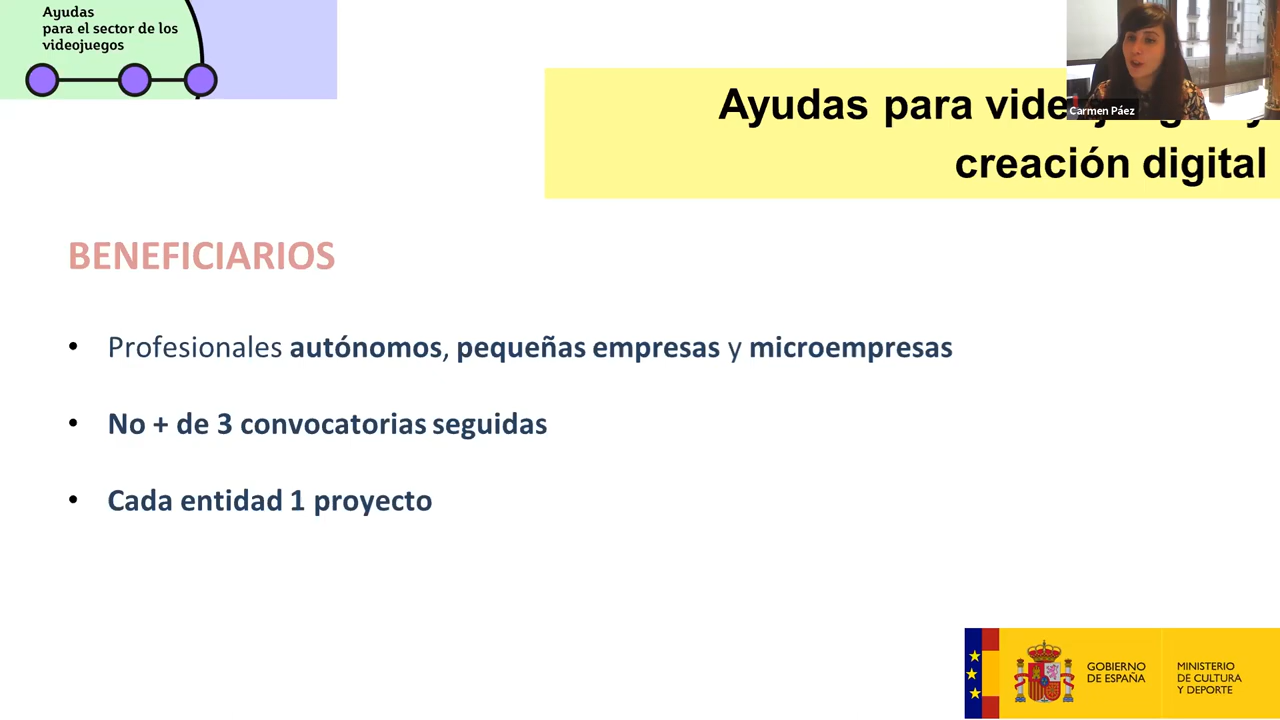 Ayudas
para el sector de los
videojuegos
Carmen Páez
Ayudas para
creación digital
BENEFICIARIOS
• Profesionales autónomos, pequeñas empresas y microempresas
• No + de 3 convocatorias seguidas
• Cada entidad 1 proyecto
GOBIERNO
DE ESPAÑA
MINISTERIO
DE CULTURA
Y DEPORTE